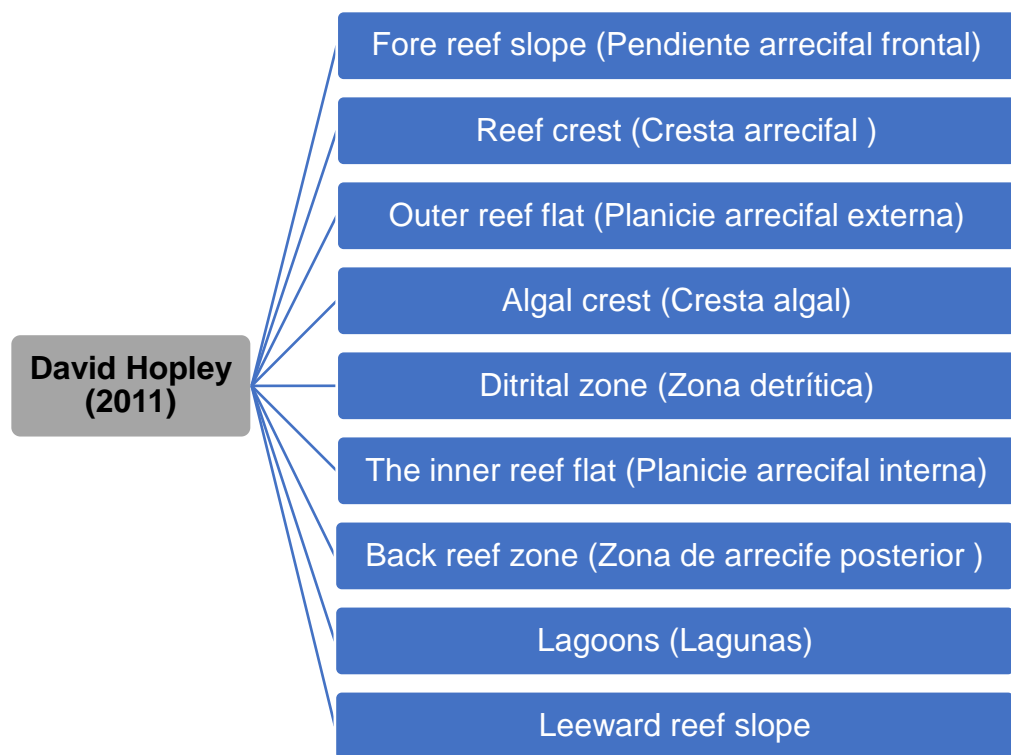 Fore reef slope (Pendiente arrecifal frontal)
Reef crest (Cresta arrecifal )
Outer reef flat (Planicie arrecifal externa)
Algal crest (Cresta algal)
David Hopley
(2011)
Ditrital zone (Zona detrítica)
The inner reef flat (Planicie arrecifal interna)
Back reef zone (Zona de arrecife posterior )
Lagoons (Lagunas)
Leeward reef slope